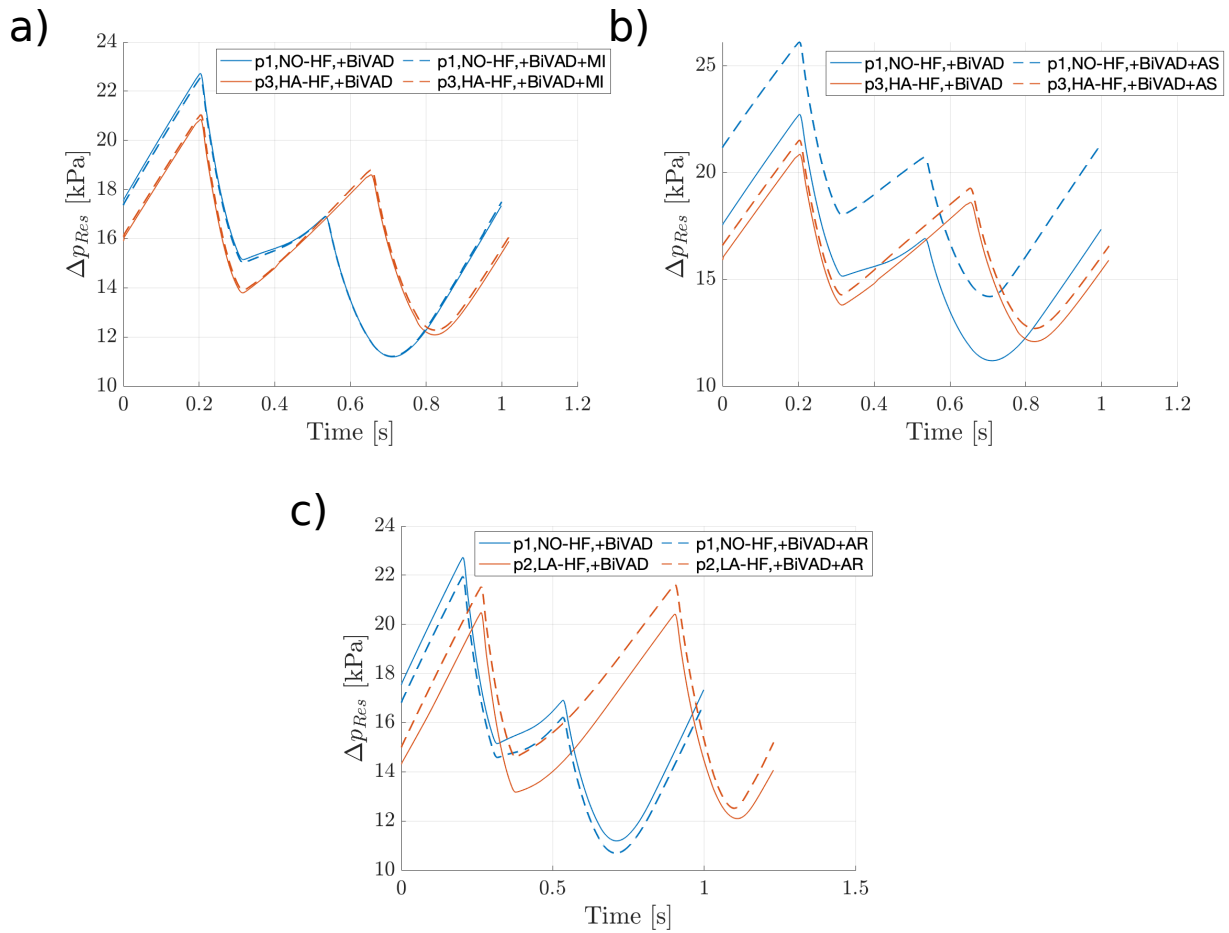 a)
24
22
20
18
16
14
12
10
Δp_Res [kPa]
p1,NO-HF,+BiVAD p1,NO-HF,+BiVAD+MI
p3,HA-HF,+BiVAD p3,HA-HF,+BiVAD+MI
0 0.2 0.4 0.6 0.8 1 1.2
Time [s]
b)
25
20
15
10
Δp_Res [kPa]
p1,NO-HF,+BiVAD p1,NO-HF,+BiVAD+AS
p3,HA-HF,+BiVAD p3,HA-HF,+BiVAD+AS
0 0.2 0.4 0.6 0.8 1 1.2
Time [s]
c)
24
22
20
18
16
14
12
10
Δp_Res [kPa]
p1,NO-HF,+BiVAD p1,NO-HF,+BiVAD+AR
p2,LA-HF,+BiVAD p2,LA-HF,+BiVAD+AR
0 0.5 1 1.5
Time [s]